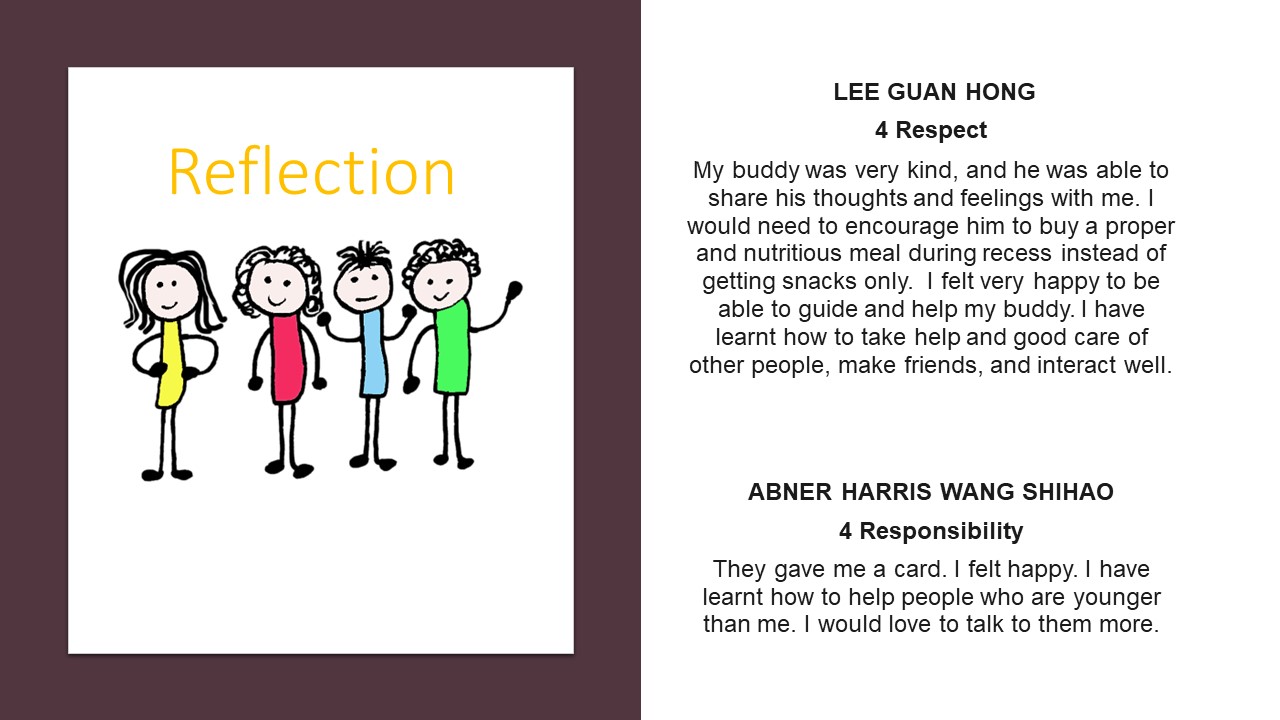 Reflection
LEE GUAN HONG
4 Respect
My buddy was very kind, and he was able to
share his thoughts and feelings with me. I
would need to encourage him to buy a proper
and nutritious meal during recess instead of
getting snacks only.  I felt very happy to be
able to guide and help my buddy. I have
learnt how to take help and good care of
other people, make friends, and interact well.
ABNER HARRIS WANG SHIHAO
4 Responsibility
They gave me a card. I felt happy. I have
learnt how to help people who are younger
than me. I would love to talk to them more.